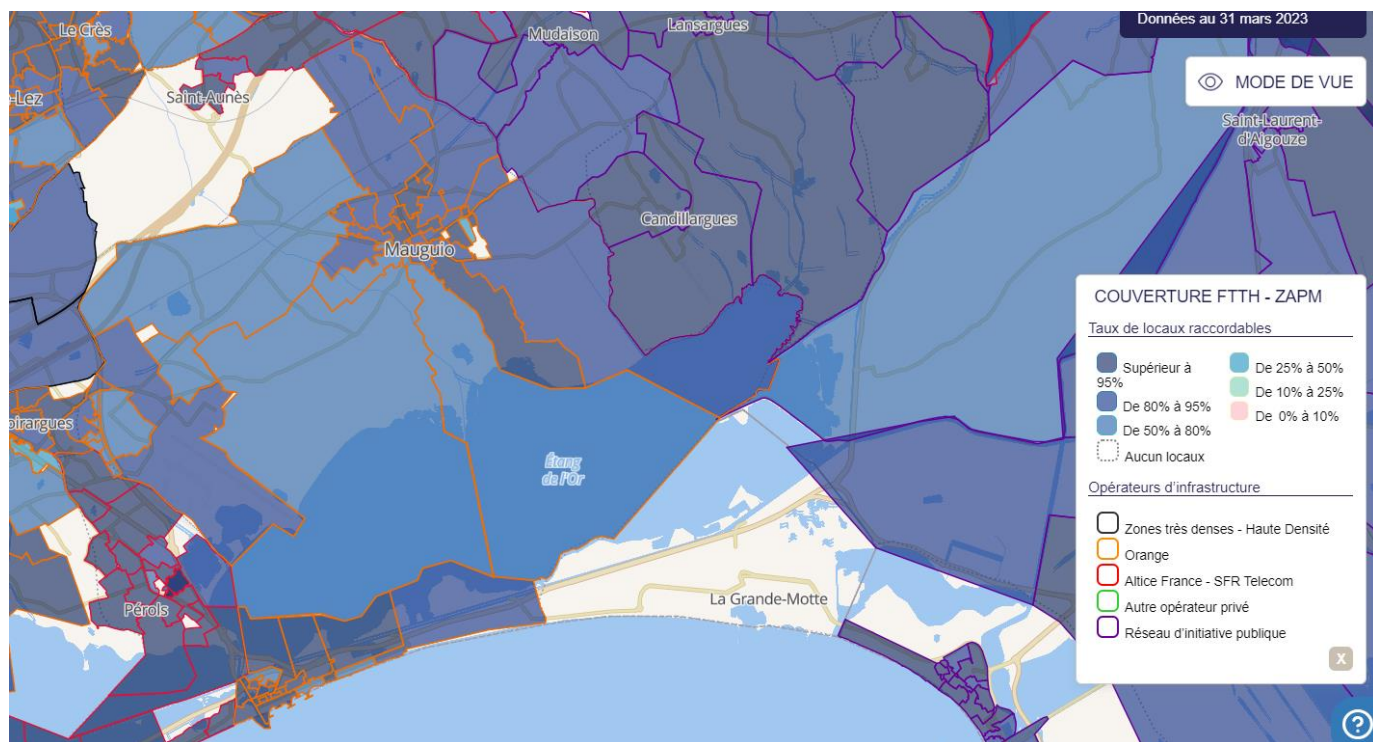 Le Crès
Mudaison
Lansargues
Données au 31 mars 2023
MODE DE VUE
-Lez
Saint-Aunès
Saint-Laurent-
d'Aigouze
Candillargues
Mauguio
COUVERTURE FTTH - ZAPM
Taux de locaux raccordables
Supérieur à
95%
De 80% à 95%
De 50% à 80%
Aucun locaux
De 25% à 50%
De 10% à 25%
De 0% à 10%
pirargues
Étang
de l'Or
Opérateurs d'infrastructure
Zones très denses - Haute Densité
Orange
Altice France - SFR Telecom
Autre opérateur privé
Réseau d'initiative publique
La Grande-Motte
Pérols
X
?